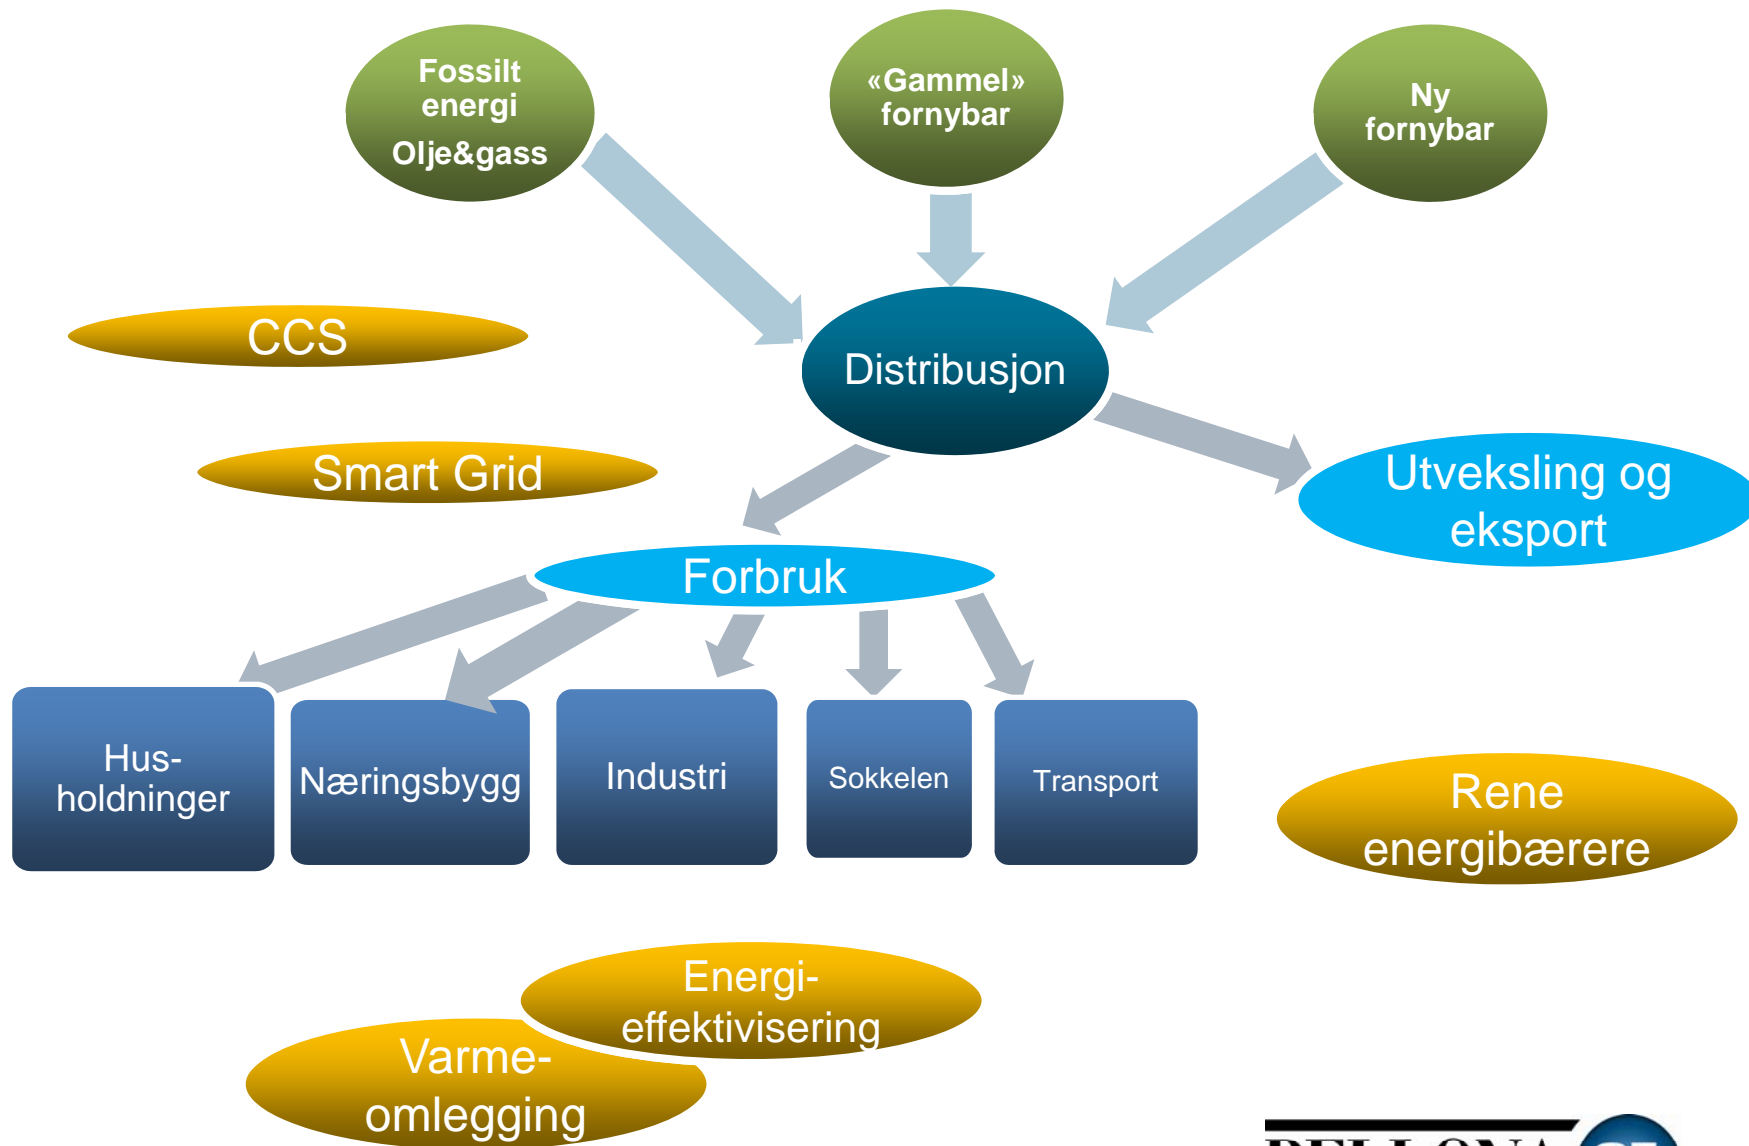 Fossilt
energi
Olje&gass
«Gammel»
fornybar
Ny
fornybar
CCS
Distribusjon
Smart Grid
Utveksling og
eksport
Forbruk
Hus-
holdninger
Næringsbygg
Industri
Sokkelen
Transport
Rene
energibærere
Energi-
effektivisering
Varme-
omlegging
BELLONA